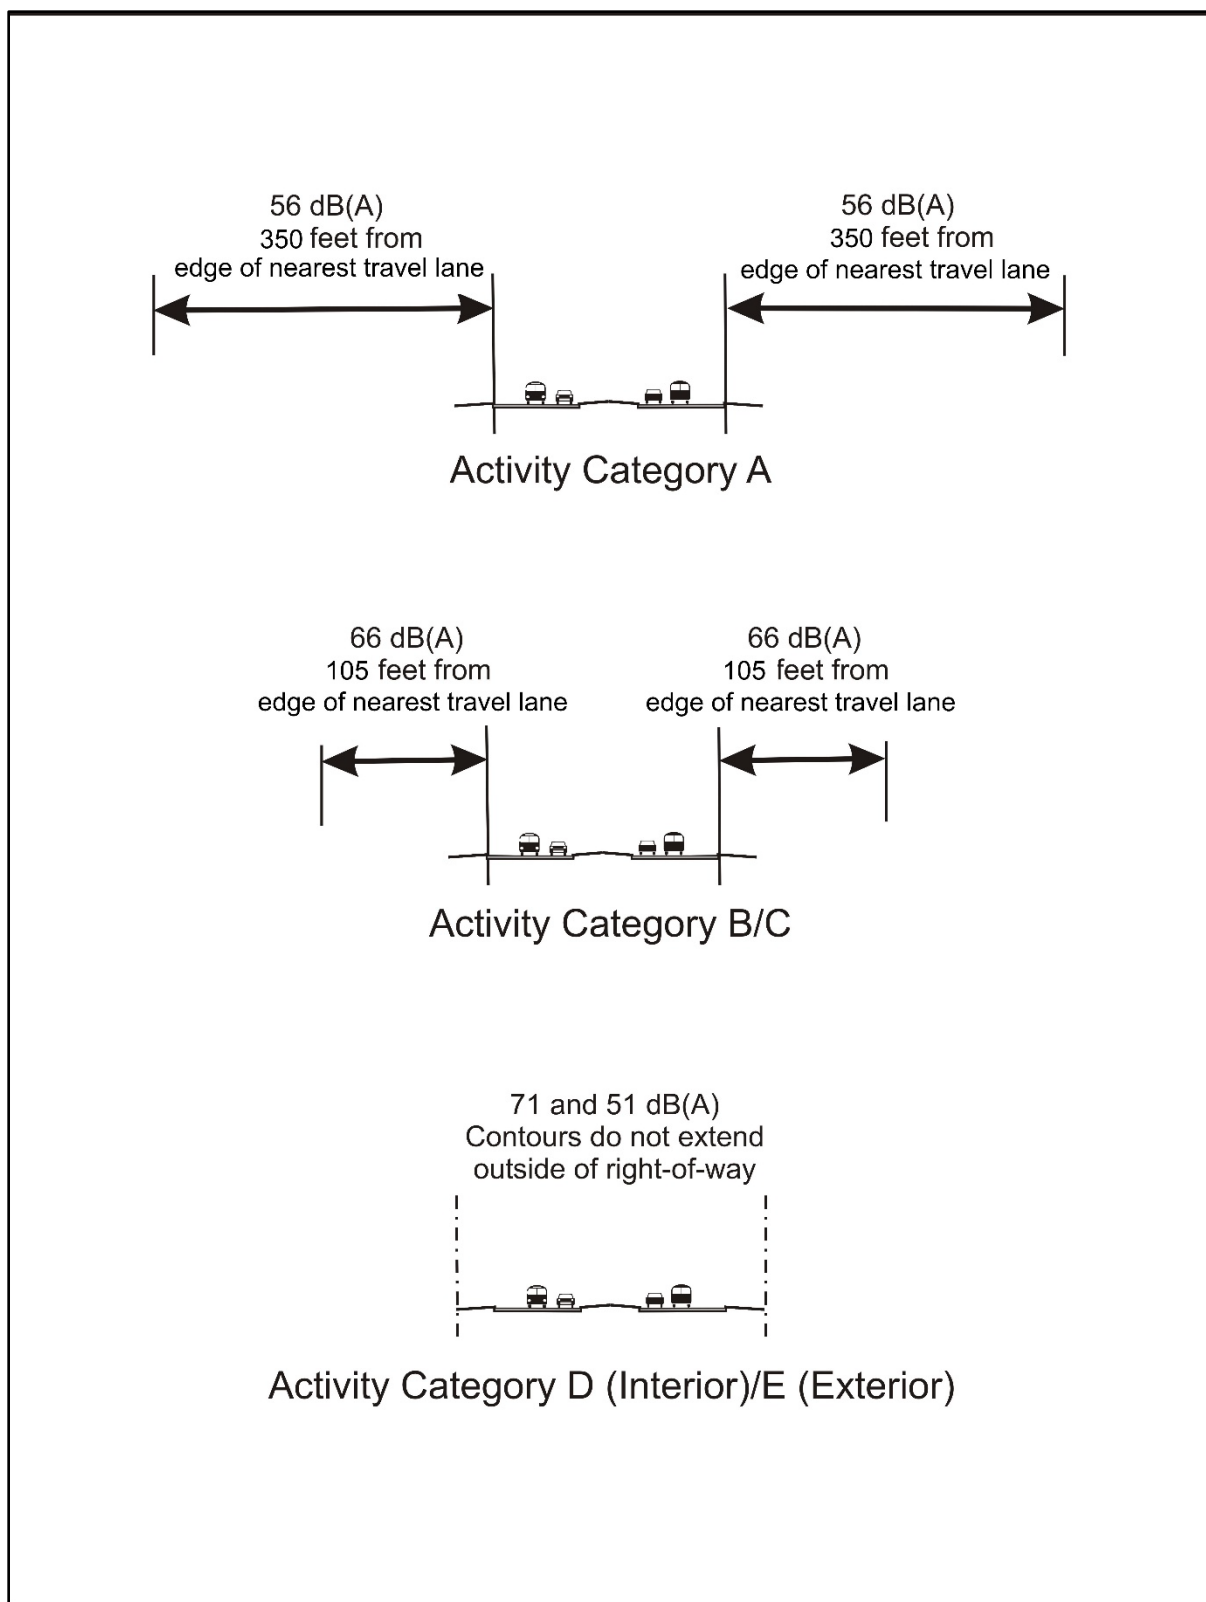 56 dB(A)
350 feet from
edge of nearest travel lane
56 dB(A)
350 feet from
edge of nearest travel lane
Activity Category A
66 dB(A)
105 feet from
edge of nearest travel lane
66 dB(A)
105 feet from
edge of nearest travel lane
Activity Category B/C
71 and 51 dB(A)
Contours do not extend
outside of right-of-way
Activity Category D (Interior)/E (Exterior)